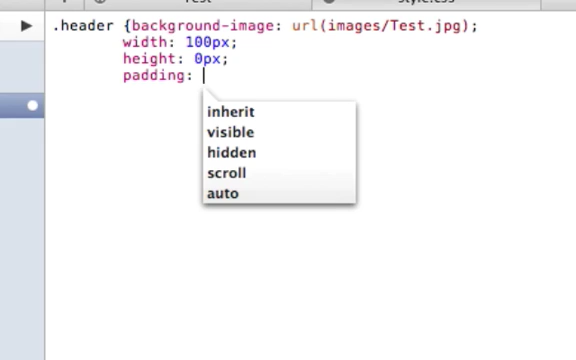 .header {background-image: url(images/Test.jpg);
width: 100px;
height: 0px;
padding:
inherit
visible
hidden
scroll
auto